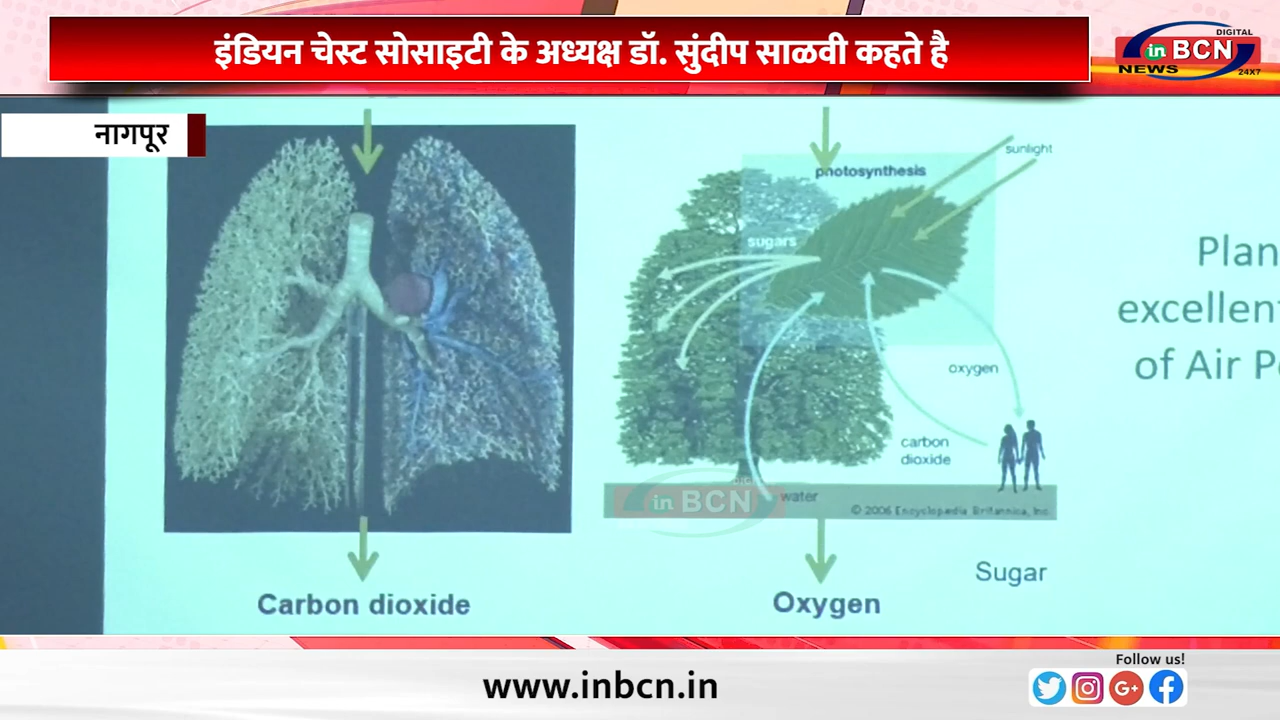 इंडियन चेस्ट सोसाइटी के अध्यक्ष डॉ. सुंदीप साळवी कहते है
DIGITAL
in BCN
NEWS 24X7
नागपूर
sunlight
photosynthesis
sugars
oxygen
carbon
dioxide
water
© 2006 Encyclopædia Britannica, Inc.
in BCN
Carbon dioxide
Oxygen
Sugar
Plan
excellen
of Air P
www.inbcn.in
Follow us!